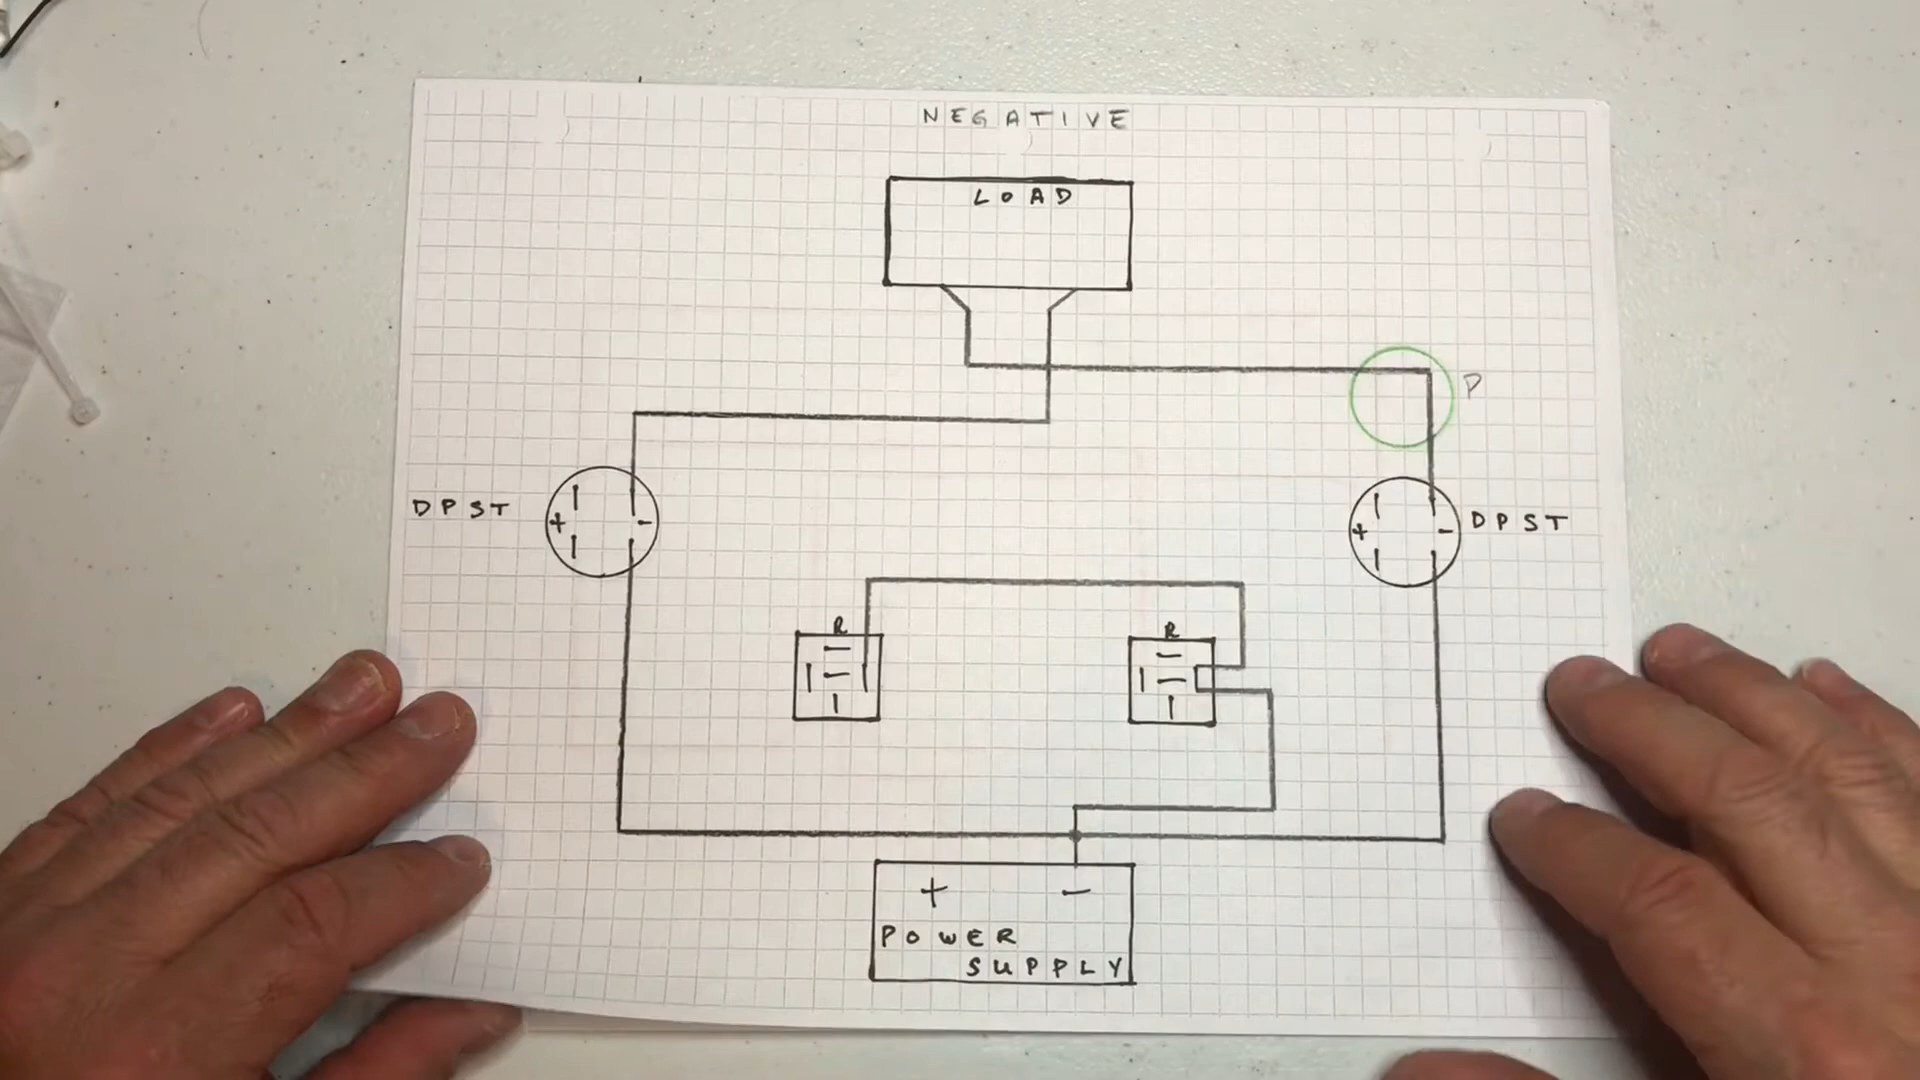 NEGATIVE
LOAD
P
DPST
+ -
+ -
DPST
R
R
+ -
POWER
SUPPLY